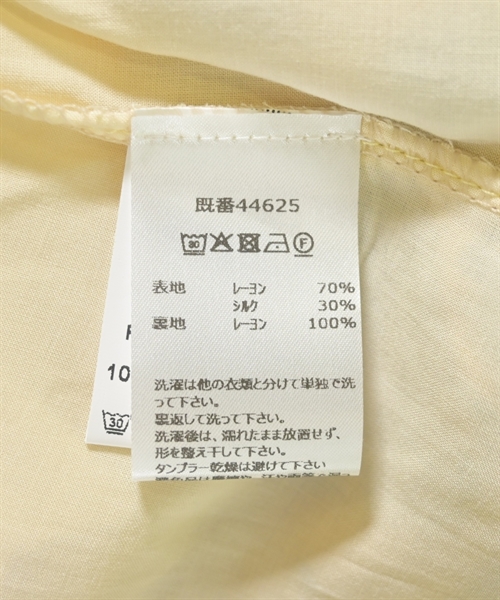 既番44625
30 F
表地 レーヨン 70%
シルク 30%
裏地 レーヨン 100%
洗濯は他の衣類と分けて単独で洗
って下さい。
裏返して洗って下さい。
洗濯後は、濡れたまま放置せず、
形を整え干して下さい。
タンブラー乾燥は避けて下さい
10
30